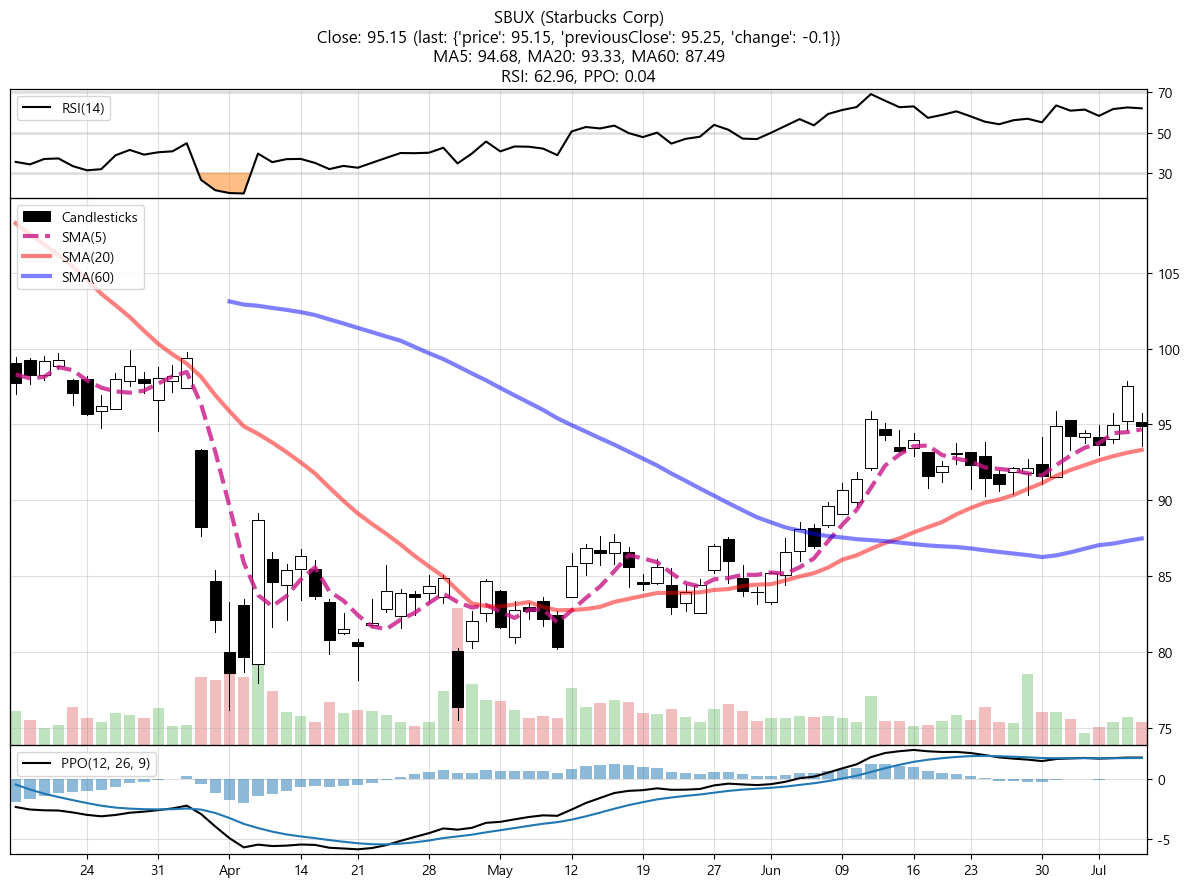 SBUX (Starbucks Corp)
Close: 95.15 (last: {'price': 95.15, 'previousClose': 95.25, 'change': -0.1})
MA5: 94.68, MA20: 93.33, MA60: 87.49
RSI: 62.96, PPO: 0.04
RSI(14)
70
50
30
Candlesticks
SMA(5)
SMA(20)
SMA(60)
105
100
95
90
85
80
75
PPO(12, 26, 9)
0
-5
24 31 Apr 14 21 28 May 12 19 27 Jun 09 16 23 30 Jul